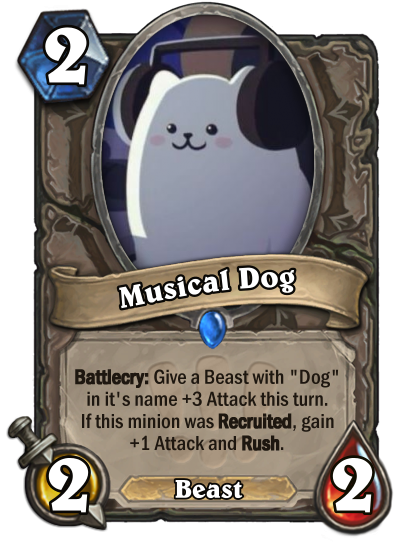 2
Musical Dog
Battlecry: Give a Beast with "Dog"
in it's name +3 Attack this turn.
If this minion was Recruited, gain
+1 Attack and Rush.
2
Beast
2